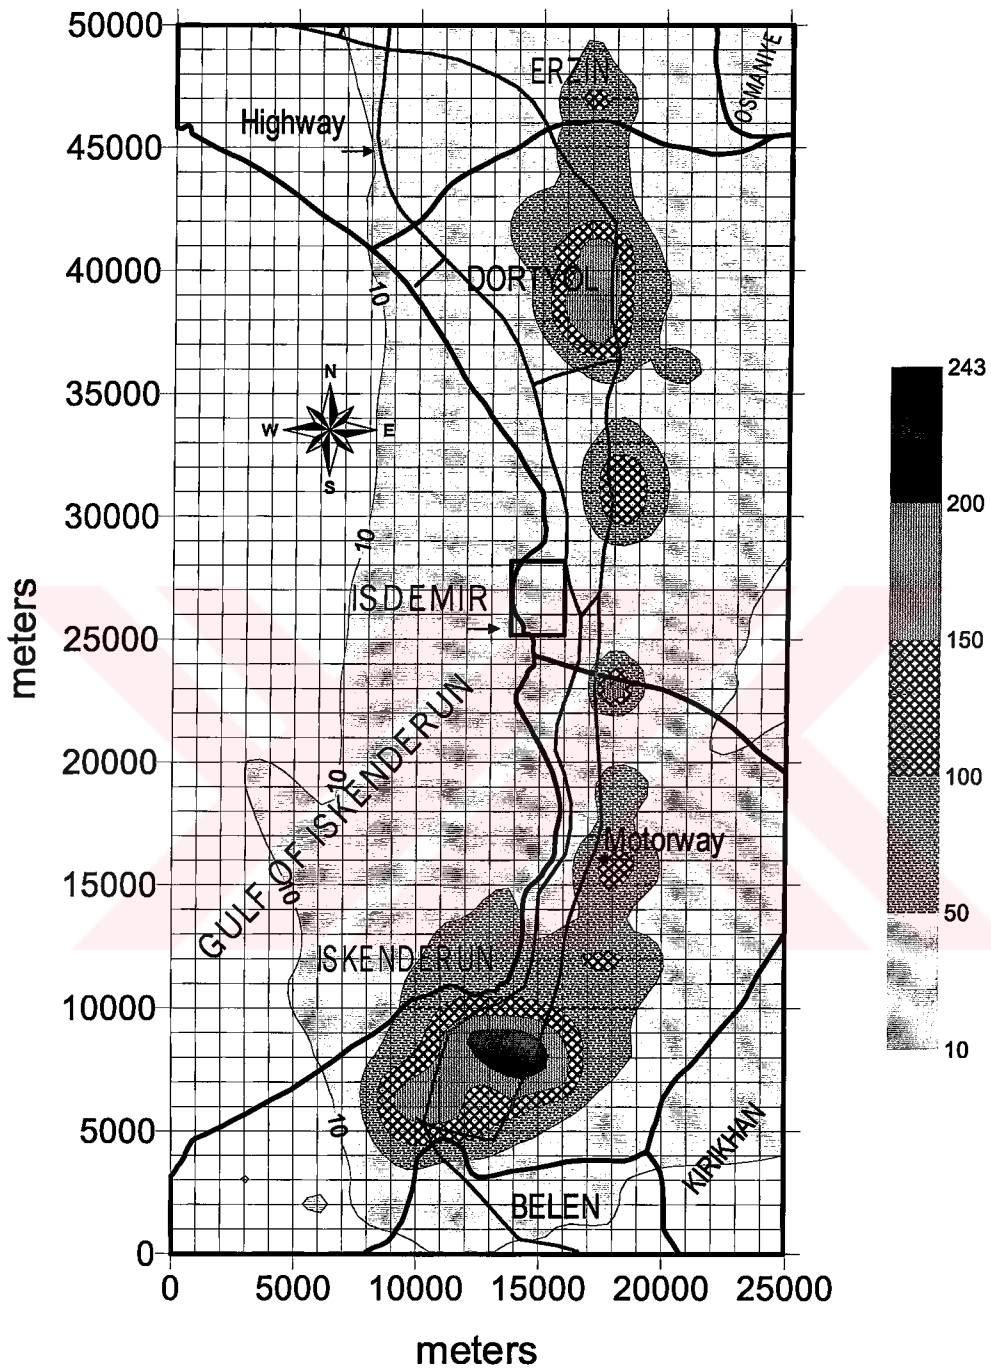 50000
45000
40000
35000
30000
25000
20000
15000
10000
5000
0
meters
ERZIN
OSMANIYE
Highway
DORTYOL
10
N
W E
S
10
ISDEMIR
GULF OF ISKENDERUN
10
Motorway
10
ISKENDERUN
10
KIRIKHAN
BELEN
0 5000 10000 15000 20000 25000
meters
243
200
150
100
50
10